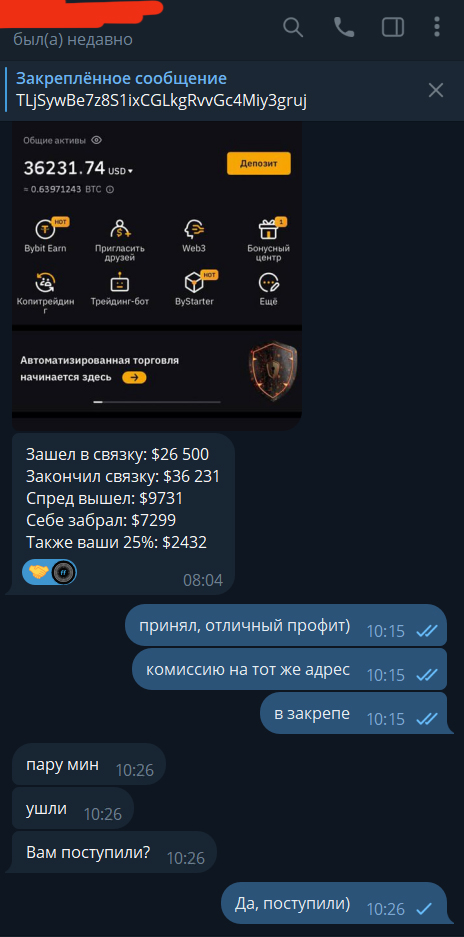 был(а) недавно
Закреплённое сообщение
TLjSywBe7z8S1ixCGLkgRvvGc4Miy3gruj
Общие активы
36231.74 USD
Депозит
≈ 0.63971243 BTC
HOT
1
Bybit Earn
Пригласить друзей
Web3
Бонусный центр
HOT
Копитрейдинг
Трейдинг-бот
ByStarter
Ещё
Автоматизированная торговля
начинается здесь
Зашел в связку: $26 500
Закончил связку: $36 231
Спред вышел: $9731
Себе забрал: $7299
Также ваши 25%: $2432
08:04
принял, отличный профит) 10:15
комиссию на тот же адрес 10:15
в закрепе 10:15
пару мин 10:26
ушли 10:26
Вам поступили? 10:26
Да, поступили) 10:26